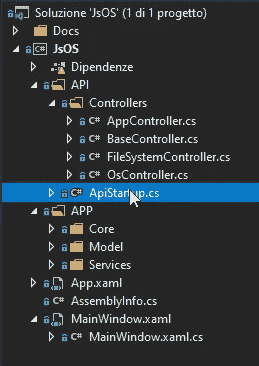 Soluzione 'JsOS' (1 di 1 progetto)
Docs
JsOS
Dipendenze
API
Controllers
AppController.cs
BaseController.cs
FileSystemController.cs
OsController.cs
ApiStartup.cs
APP
Core
Model
Services
App.xaml
AssemblyInfo.cs
MainWindow.xaml
MainWindow.xaml.cs